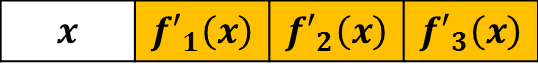 x f'₁(x) f'₂(x) f'₃(x)